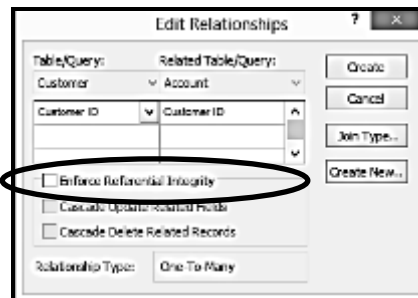 Edit Relationships ? ×
Table/Query: Related Table/Query:
Customer Account
Customer ID Customer ID
Enforce Referential Integrity
Cascade Update Related Fields
Cascade Delete Related Records
Relationship Type: One-To-Many
Create
Cancel
Join Type..
Create New..